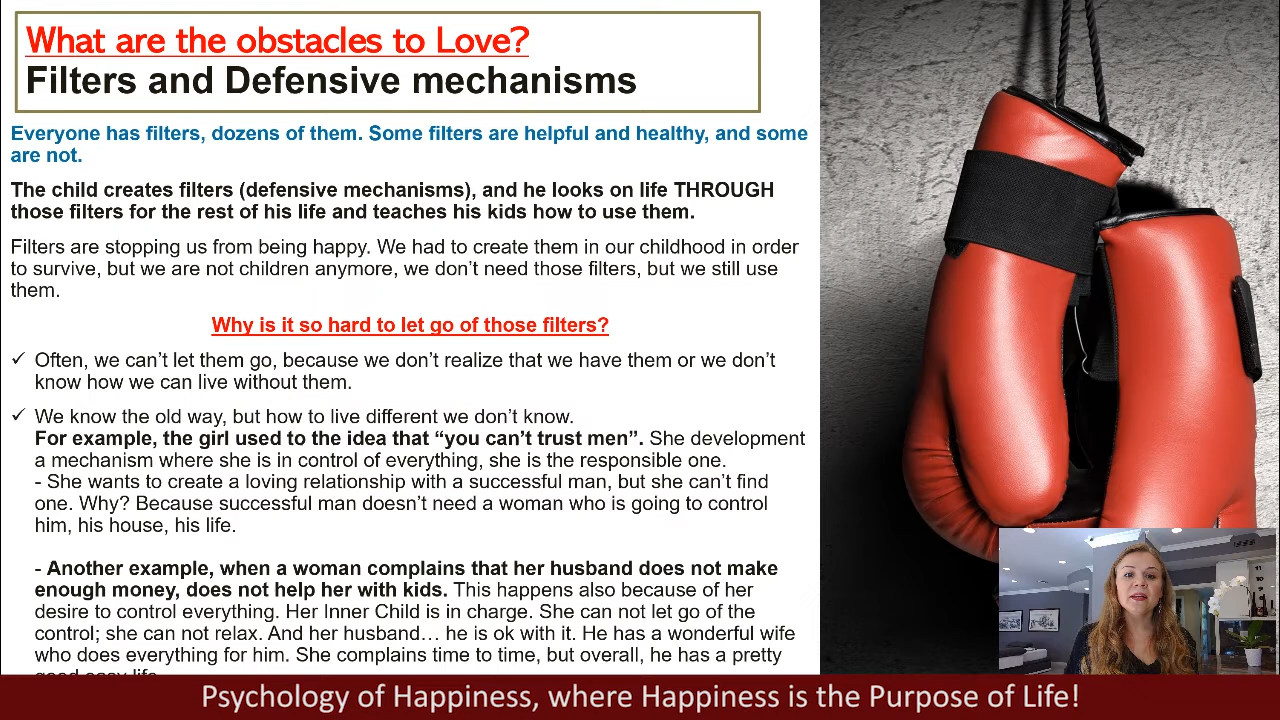 What are the obstacles to Love?
Filters and Defensive mechanisms
Everyone has filters, dozens of them. Some filters are helpful and healthy, and some
are not.
The child creates filters (defensive mechanisms), and he looks on life THROUGH
those filters for the rest of his life and teaches his kids how to use them.
Filters are stopping us from being happy. We had to create them in our childhood in order
to survive, but we are not children anymore, we don’t need those filters, but we still use
them.
Why is it so hard to let go of those filters?
✓ Often, we can’t let them go, because we don’t realize that we have them or we don’t
know how we can live without them.
✓ We know the old way, but how to live different we don’t know.
For example, the girl used to the idea that “you can’t trust men”. She development
a mechanism where she is in control of everything, she is the responsible one.
- She wants to create a loving relationship with a successful man, but she can’t find
one. Why? Because successful man doesn’t need a woman who is going to control
him, his house, his life.
- Another example, when a woman complains that her husband does not make
enough money, does not help her with kids. This happens also because of her
desire to control everything. Her Inner Child is in charge. She can not let go of the
control; she can not relax. And her husband… he is ok with it. He has a wonderful wife
who does everything for him. She complains time to time, but overall, he has a pretty
Psychology of Happiness, where Happiness is the Purpose of Life!